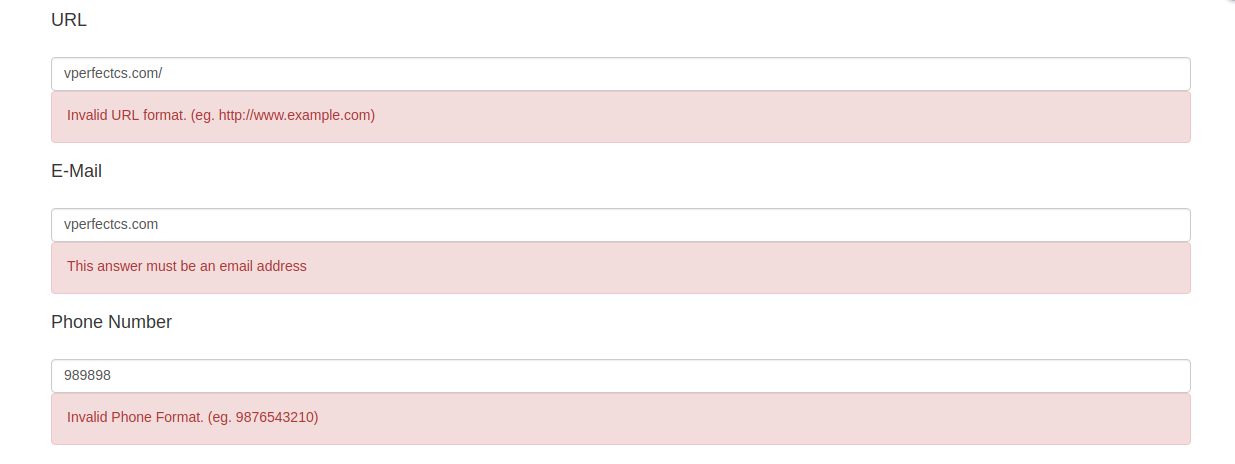 URL
vperfectcs.com/
Invalid URL format. (eg. http://www.example.com)
E-Mail
vperfectcs.com
This answer must be an email address
Phone Number
989898
Invalid Phone Format. (eg. 9876543210)